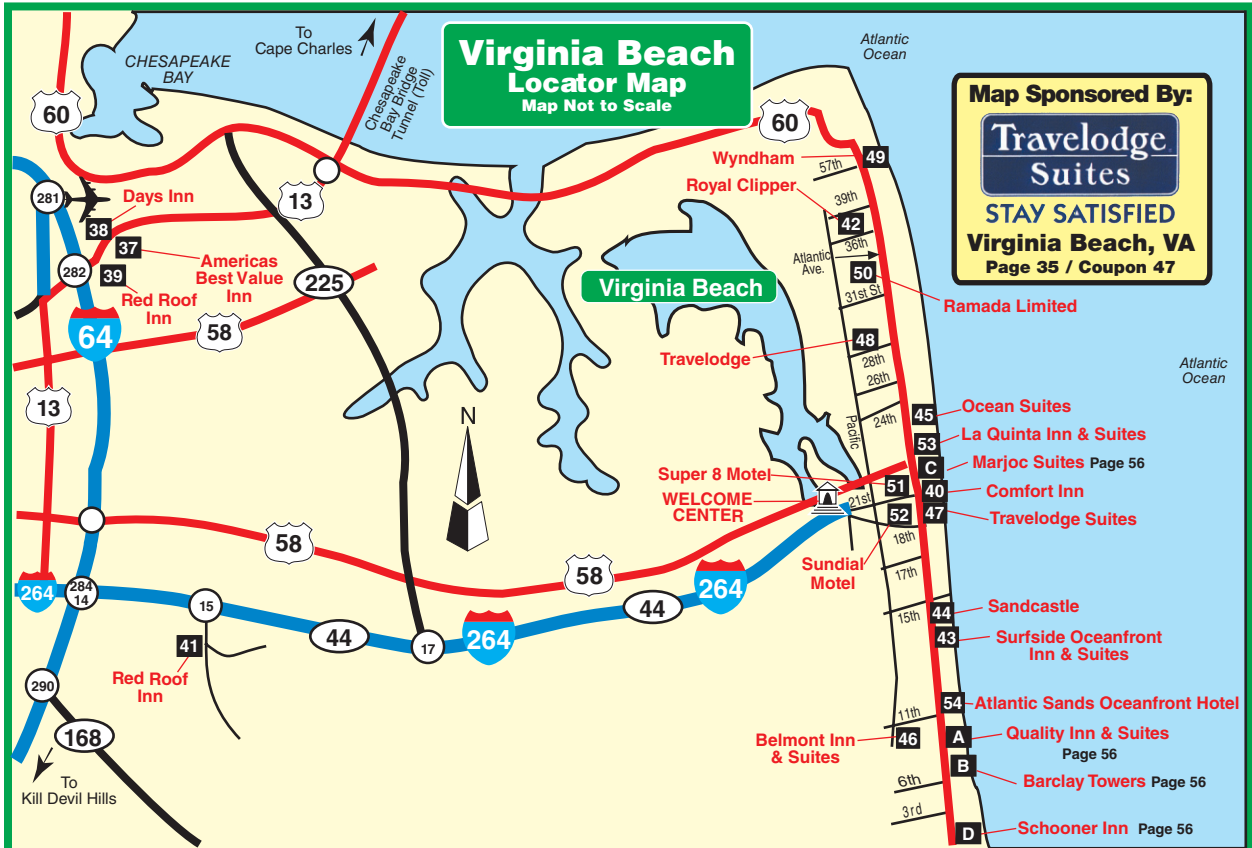 Virginia Beach
Locator Map
Map Not to Scale
To
Cape Charles
CHESAPEAKE
BAY
Chesapeake
Bay Bridge
Tunnel (Toll)
Atlantic
Ocean
Map Sponsored By:
Travelodge
Suites
STAY SATISFIED
Virginia Beach, VA
Page 35 / Coupon 47
60
60
Wyndham
49
57th
Royal Clipper
39th
42
36th
Atlantic
Ave.
50
31st St
Ramada Limited
281
Days Inn
38
37
13
282
39
Americas
Best Value
Inn
Red Roof
Inn
225
Virginia Beach
64
58
Travelodge
48
28th
26th
24th
Pacific
Atlantic
Ocean
13
N
45
Ocean Suites
53
La Quinta Inn & Suites
C
Marjoc Suites Page 56
Super 8 Motel
51
40
Comfort Inn
WELCOME
CENTER
21st
52
47
Travelodge Suites
58
18th
Sundial
Motel
17th
58
264
264
284
14
15
44
44
264
17
15th
44
Sandcastle
43
Surfside Oceanfront
Inn & Suites
41
Red Roof
Inn
290
168
To
Kill Devil Hills
54
Atlantic Sands Oceanfront Hotel
11th
Belmont Inn
& Suites
46
A
Quality Inn & Suites
Page 56
B
Barclay Towers Page 56
6th
3rd
D
Schooner Inn Page 56